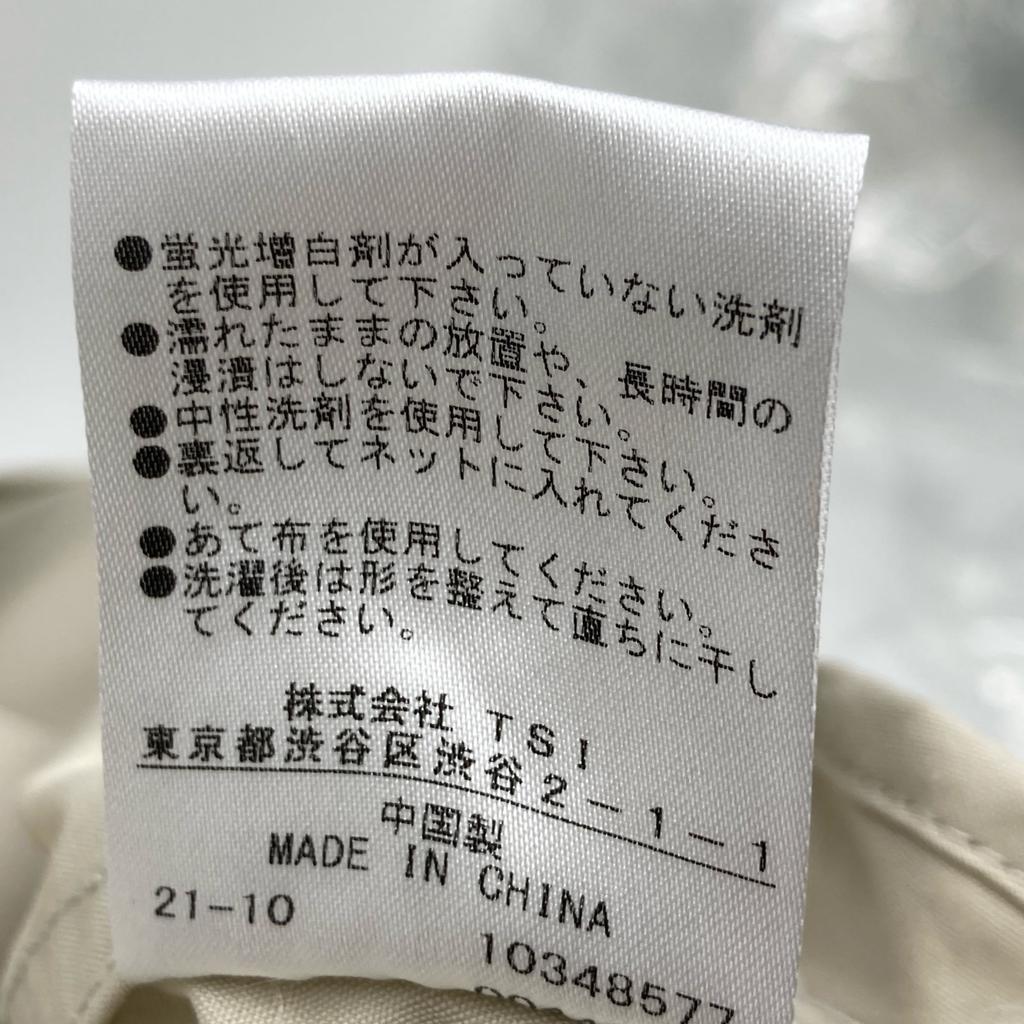 ●蛍光増白剤が入っていない洗剤
を使用して下さい。
●濡れたままの放置や、長時間の
浸漬はしないで下さい。
●中性洗剤を使用して下さい。
●裏返してネットに入れてくださ
い。
●あて布を使用してください。
●洗濯後は形を整えて直ちに干し
てください。
株式会社 TSI
東京都渋谷区渋谷2-1-1
中国製
MADE IN CHINA
21-10
10348577